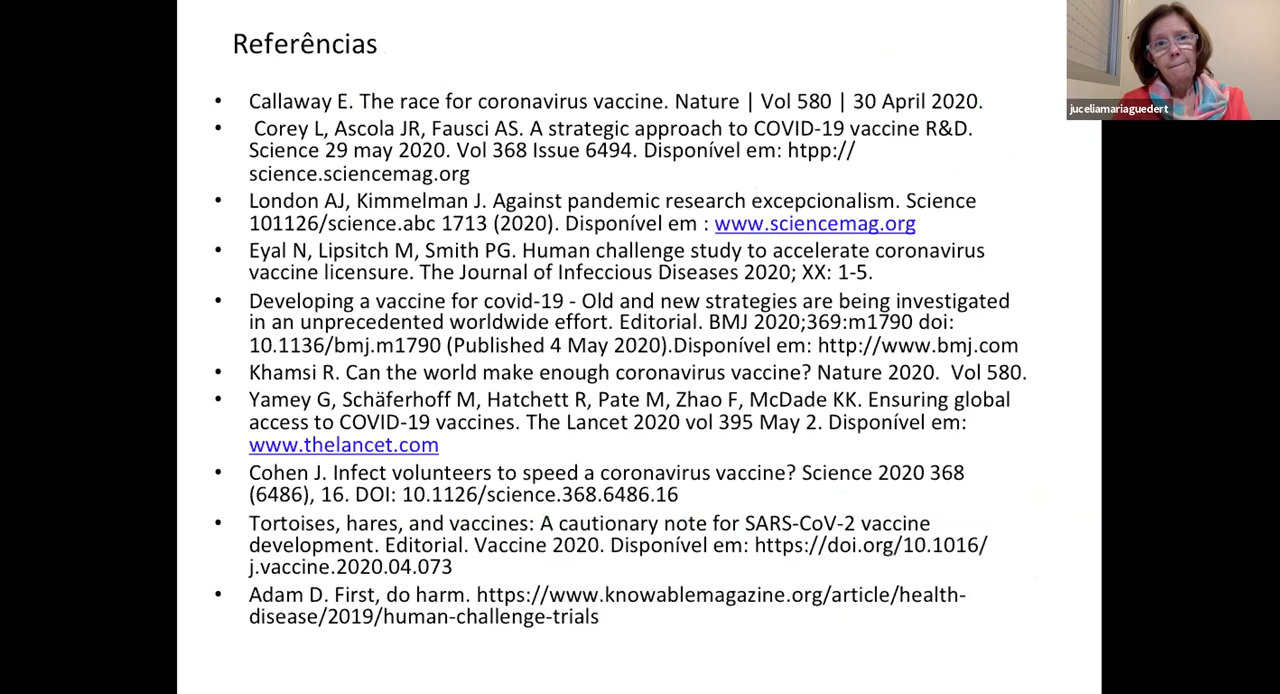 Referências
juceliamariaguedert
• Callaway E. The race for coronavirus vaccine. Nature | Vol 580 | 30 April 2020.
• Corey L, Ascola JR, Fausci AS. A strategic approach to COVID-19 vaccine R&D.
Science 29 may 2020. Vol 368 Issue 6494. Disponível em: htpp://
science.sciencemag.org
• London AJ, Kimmelman J. Against pandemic research excepcionalism. Science
101126/science.abc 1713 (2020). Disponível em : www.sciencemag.org
• Eyal N, Lipsitch M, Smith PG. Human challenge study to accelerate coronavirus
vaccine licensure. The Journal of Infeccious Diseases 2020; XX: 1-5.
• Developing a vaccine for covid-19 - Old and new strategies are being investigated
in an unprecedented worldwide effort. Editorial. BMJ 2020;369:m1790 doi:
10.1136/bmj.m1790 (Published 4 May 2020).Disponível em: http://www.bmj.com
• Khamsi R. Can the world make enough coronavirus vaccine? Nature 2020. Vol 580.
• Yamey G, Schäferhoff M, Hatchett R, Pate M, Zhao F, McDade KK. Ensuring global
access to COVID-19 vaccines. The Lancet 2020 vol 395 May 2. Disponível em:
www.thelancet.com
• Cohen J. Infect volunteers to speed a coronavirus vaccine? Science 2020 368
(6486), 16. DOI: 10.1126/science.368.6486.16
• Tortoises, hares, and vaccines: A cautionary note for SARS-CoV-2 vaccine
development. Editorial. Vaccine 2020. Disponível em: https://doi.org/10.1016/
j.vaccine.2020.04.073
• Adam D. First, do harm. https://www.knowablemagazine.org/article/health-
disease/2019/human-challenge-trials